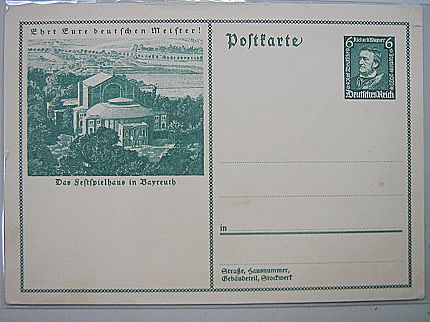 Ehrt Eure deutschen Meister!
Das Festspielhaus in Bayreuth
Postkarte
6 Richard Wagner 6
Deutsches Reich
in
Straße, Hausnummer,
Gebäudeteil, Stockwerk